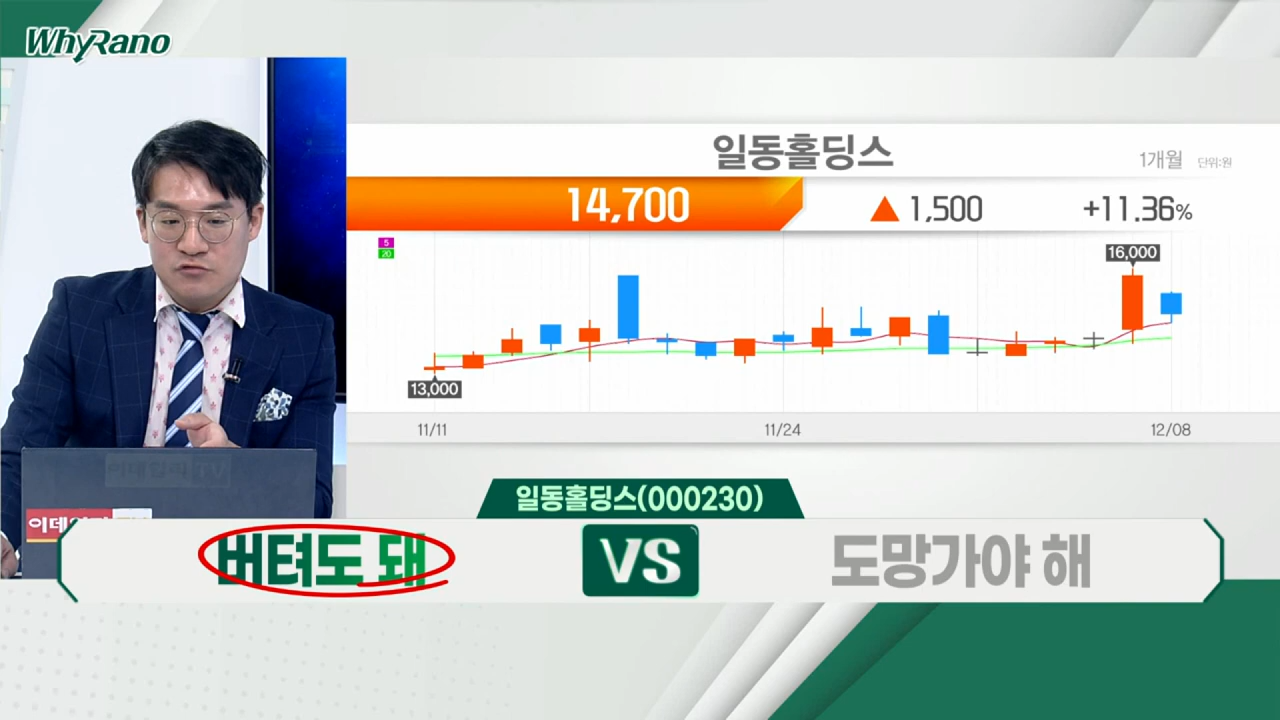 WhyRano
일동홀딩스
1개월 단위:원
14,700
▲ 1,500
+11.36%
5
20
16,000
13,000
11/11
11/24
12/08
일동홀딩스(000230)
버텨도 돼
VS
도망가야 해